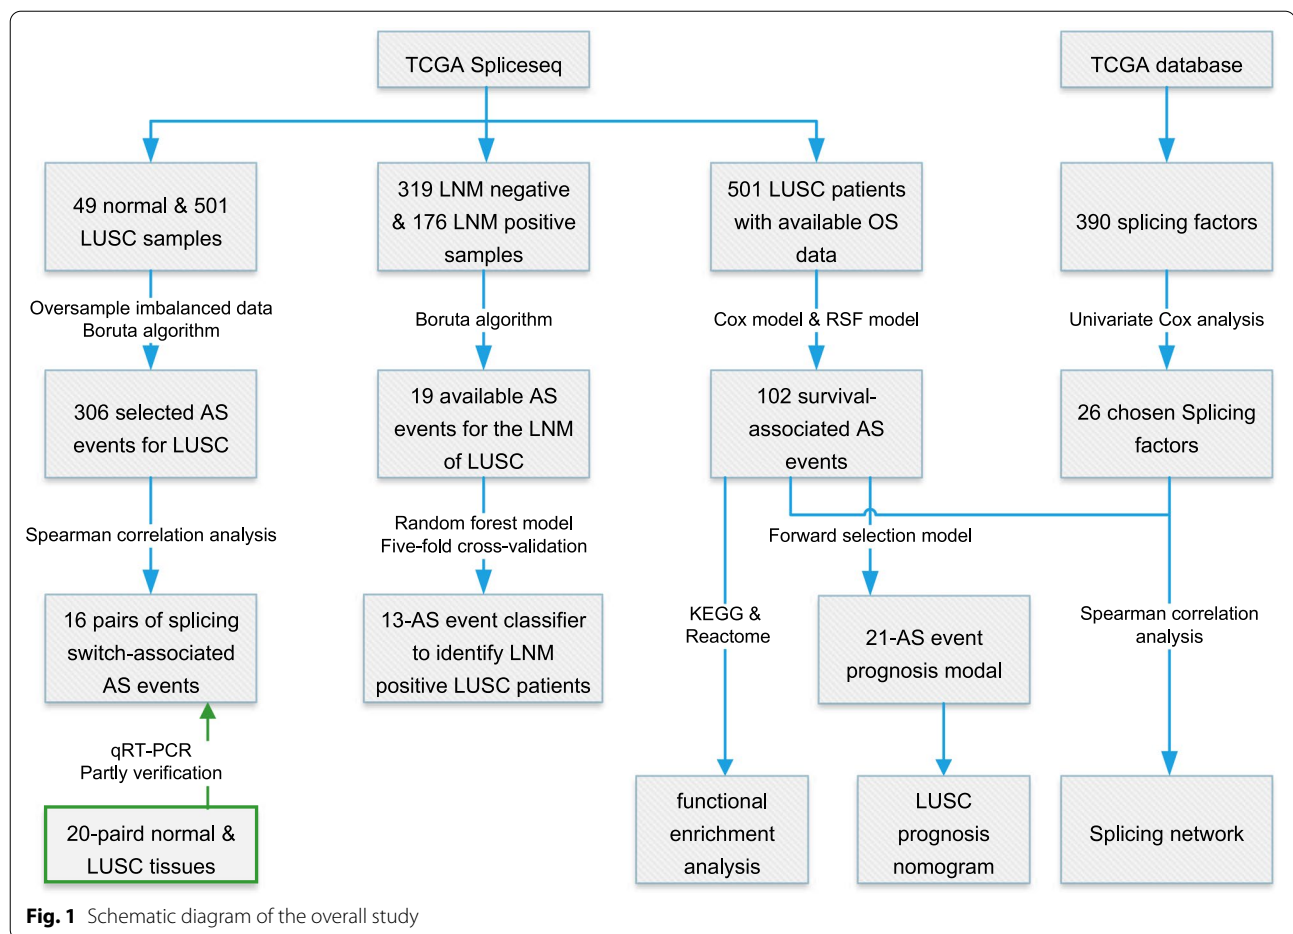 TCGA Spliceseq
TCGA database
49 normal & 501
LUSC samples
319 LNM negative
& 176 LNM positive
samples
501 LUSC patients
with available OS
data
390 splicing factors
Oversample imbalanced data
Boruta algorithm
Boruta algorithm
Cox model & RSF model
Univariate Cox analysis
306 selected AS
events for LUSC
19 available AS
events for the LNM
of LUSC
102 survival-
associated AS
events
26 chosen Splicing
factors
Spearman correlation analysis
Random forest model
Five-fold cross-validation
Forward selection model
KEGG &
Reactome
Spearman correlation
analysis
16 pairs of splicing
switch-associated
AS events
13-AS event classifier
to identify LNM
positive LUSC patients
21-AS event
prognosis modal
qRT-PCR
Partly verification
20-paird normal &
LUSC tissues
functional
enrichment
analysis
LUSC
prognosis
nomogram
Splicing network
Fig. 1 Schematic diagram of the overall study